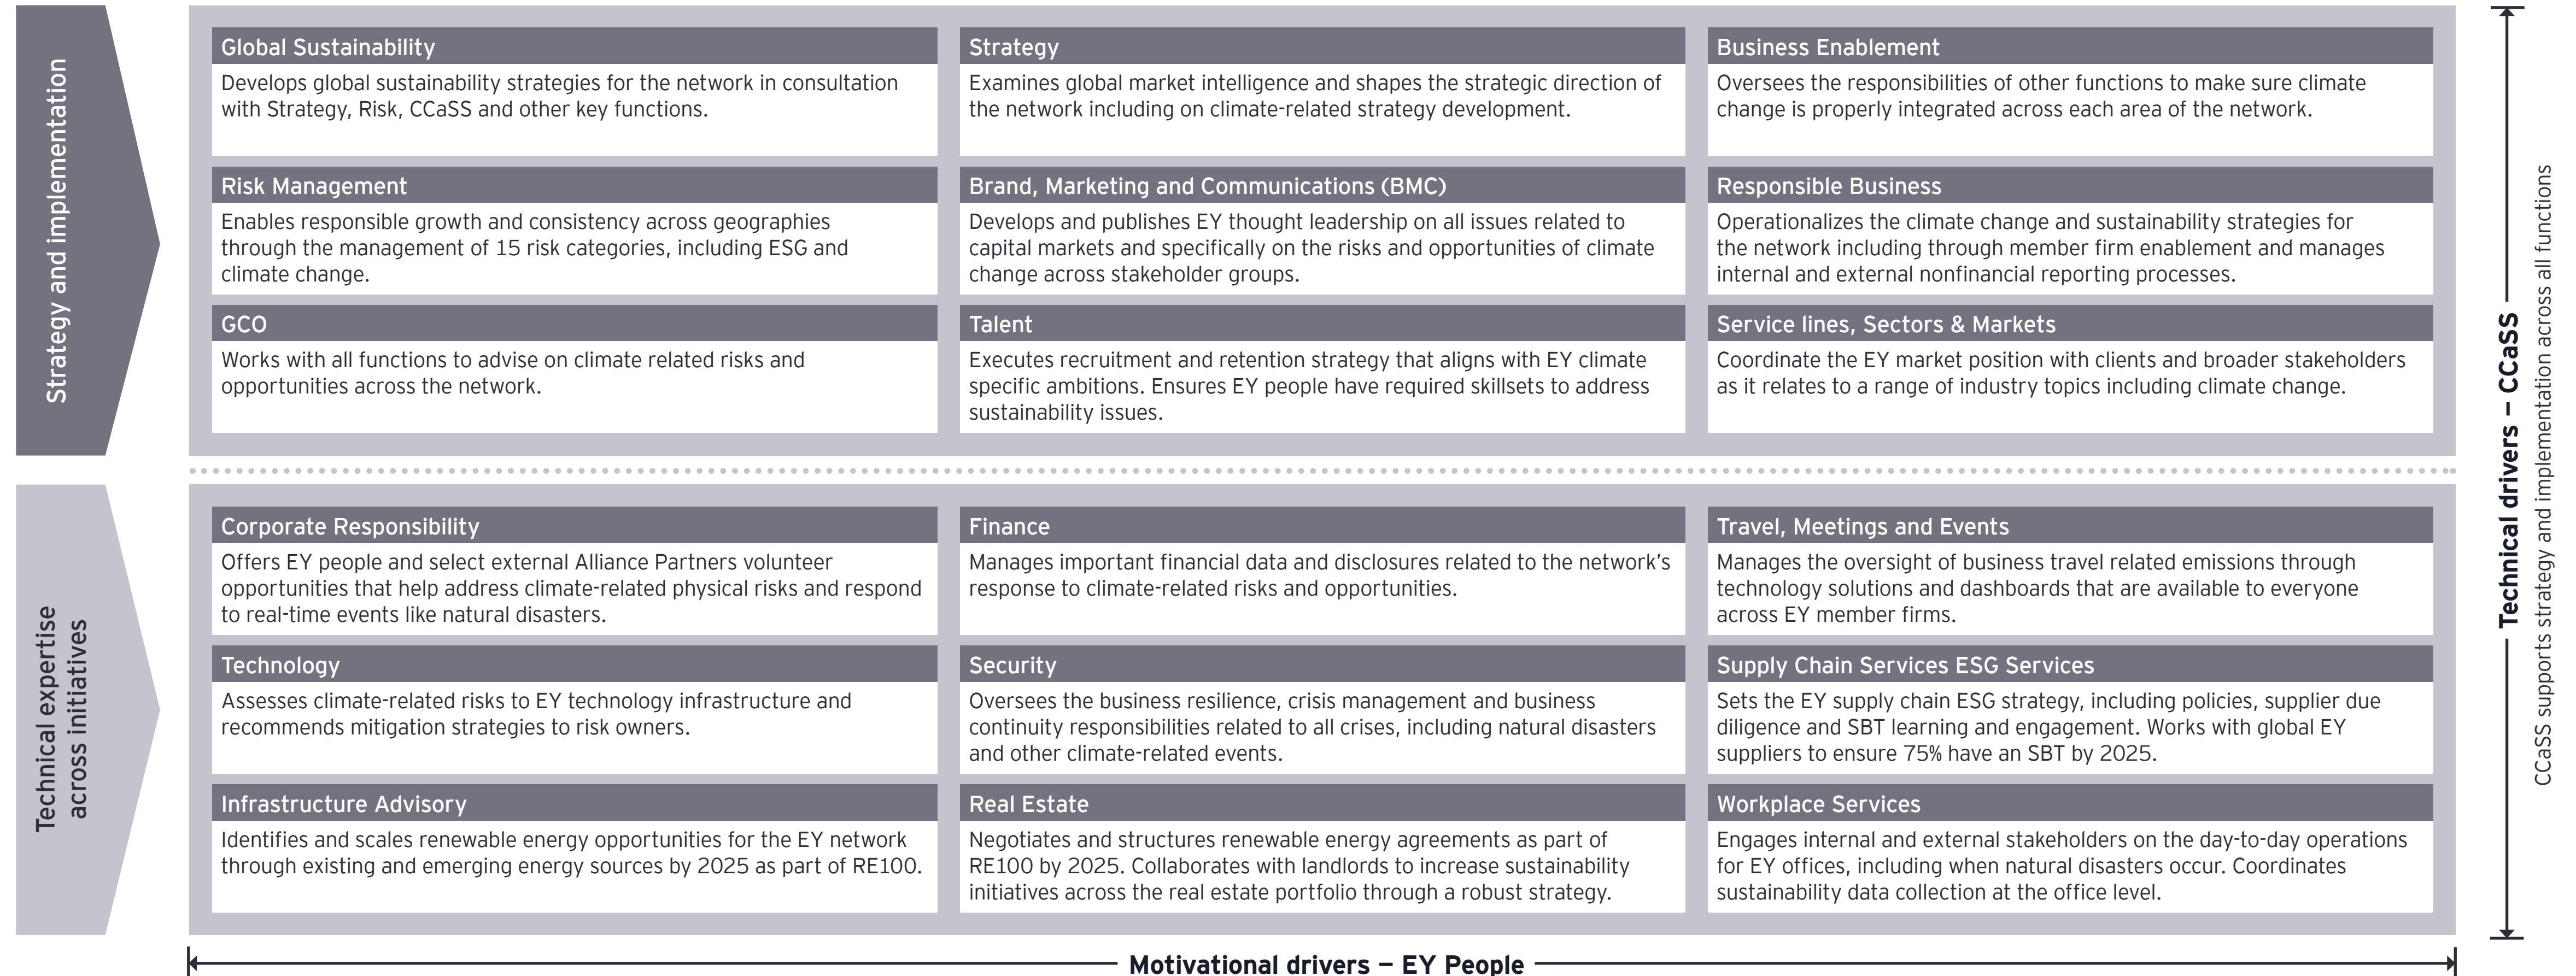 Strategy and implementation
Global Sustainability
Develops global sustainability strategies for the network in consultation
with Strategy, Risk, CCaSS and other key functions.
Strategy
Examines global market intelligence and shapes the strategic direction of
the network including on climate-related strategy development.
Business Enablement
Oversees the responsibilities of other functions to make sure climate
change is properly integrated across each area of the network.
Risk Management
Enables responsible growth and consistency across geographies
through the management of 15 risk categories, including ESG and
climate change.
Brand, Marketing and Communications (BMC)
Develops and publishes EY thought leadership on all issues related to
capital markets and specifically on the risks and opportunities of climate
change across stakeholder groups.
Responsible Business
Operationalizes the climate change and sustainability strategies for
the network including through member firm enablement and manages
internal and external nonfinancial reporting processes.
GCO
Works with all functions to advise on climate related risks and
opportunities across the network.
Talent
Executes recruitment and retention strategy that aligns with EY climate
specific ambitions. Ensures EY people have required skillsets to address
sustainability issues.
Service lines, Sectors & Markets
Coordinate the EY market position with clients and broader stakeholders
as it relates to a range of industry topics including climate change.
Technical expertise
across initiatives
Corporate Responsibility
Offers EY people and select external Alliance Partners volunteer
opportunities that help address climate-related physical risks and respond
to real-time events like natural disasters.
Finance
Manages important financial data and disclosures related to the network’s
response to climate-related risks and opportunities.
Travel, Meetings and Events
Manages the oversight of business travel related emissions through
technology solutions and dashboards that are available to everyone
across EY member firms.
Technology
Assesses climate-related risks to EY technology infrastructure and
recommends mitigation strategies to risk owners.
Security
Oversees the business resilience, crisis management and business
continuity responsibilities related to all crises, including natural disasters
and other climate-related events.
Supply Chain Services ESG Services
Sets the EY supply chain ESG strategy, including policies, supplier due
diligence and SBT learning and engagement. Works with global EY
suppliers to ensure 75% have an SBT by 2025.
Infrastructure Advisory
Identifies and scales renewable energy opportunities for the EY network
through existing and emerging energy sources by 2025 as part of RE100.
Real Estate
Negotiates and structures renewable energy agreements as part of
RE100 by 2025. Collaborates with landlords to increase sustainability
initiatives across the real estate portfolio through a robust strategy.
Workplace Services
Engages internal and external stakeholders on the day-to-day operations
for EY offices, including when natural disasters occur. Coordinates
sustainability data collection at the office level.
Technical drivers – CCaSS
CCaSS supports strategy and implementation across all functions
Motivational drivers – EY People